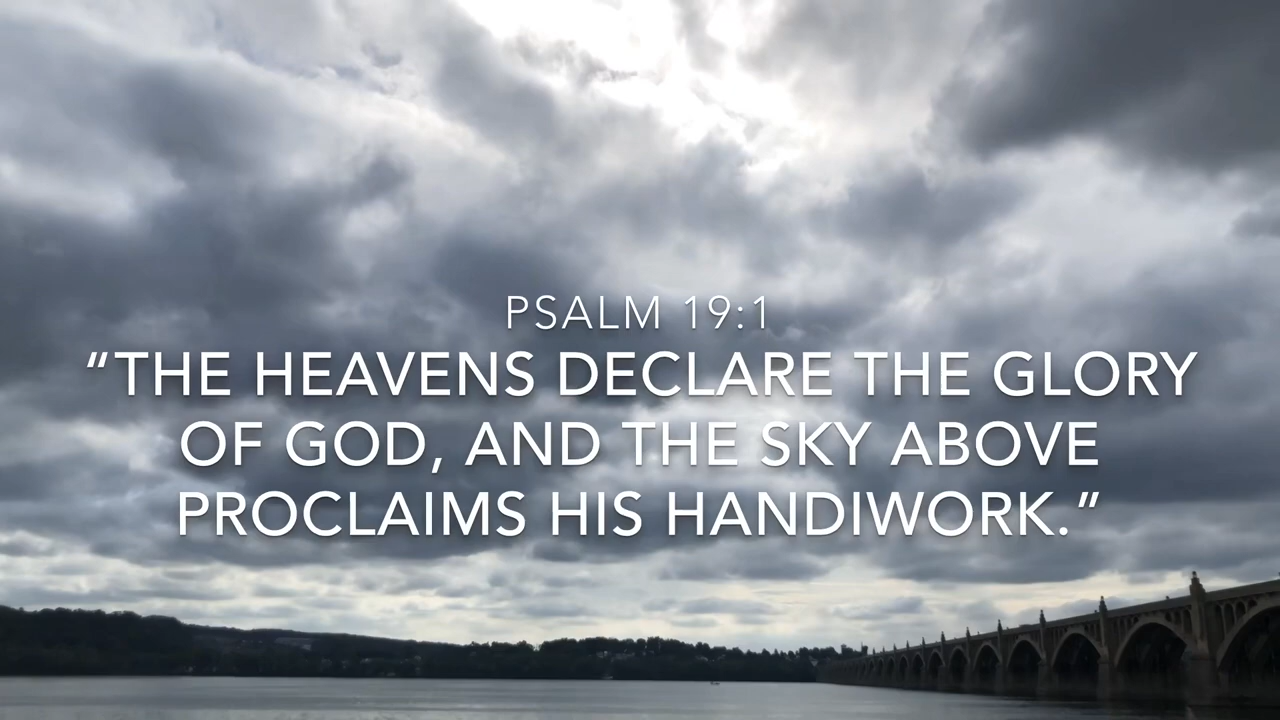 PSALM 19:1
“THE HEAVENS DECLARE THE GLORY
OF GOD, AND THE SKY ABOVE
PROCLAIMS HIS HANDIWORK.”